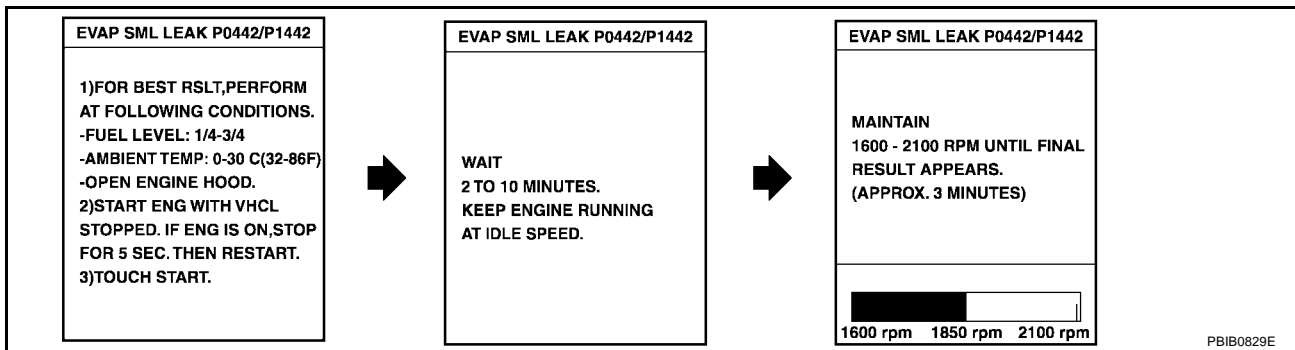 EVAP SML LEAK P0442/P1442
1)FOR BEST RSLT,PERFORM
AT FOLLOWING CONDITIONS.
-FUEL LEVEL: 1/4-3/4
-AMBIENT TEMP: 0-30 C(32-86F)
-OPEN ENGINE HOOD.
2)START ENG WITH VHCL
STOPPED. IF ENG IS ON,STOP
FOR 5 SEC. THEN RESTART.
3)TOUCH START.
EVAP SML LEAK P0442/P1442
WAIT
2 TO 10 MINUTES.
KEEP ENGINE RUNNING
AT IDLE SPEED.
EVAP SML LEAK P0442/P1442
MAINTAIN
1600 - 2100 RPM UNTIL FINAL
RESULT APPEARS.
(APPROX. 3 MINUTES)
1600 rpm 1850 rpm 2100 rpm
PBIB0829E